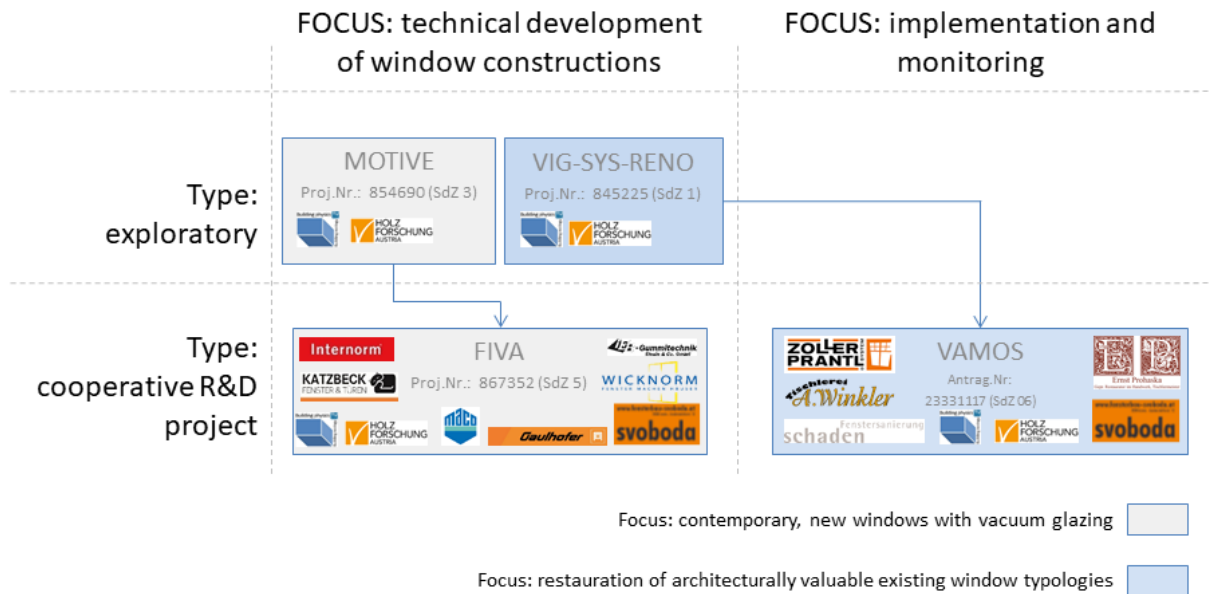 FOCUS: technical development
of window constructions
FOCUS: implementation and
monitoring
Type:
exploratory
MOTIVE
Proj.Nr.: 854690 (SdZ 3)
HOLZ
FORSCHUNG
AUSTRIA
VIG-SYS-RENO
Proj.Nr.: 845225 (SdZ 1)
HOLZ
FORSCHUNG
AUSTRIA
Type:
cooperative R&D
project
Internorm
FIVA
-Gummitechnik
KATZBECK
FENSTER & TÜREN
Proj.Nr.: 867352 (SdZ 5)
WICKNORM
FENSTER MACHER HAUSER
HOLZ
FORSCHUNG
AUSTRIA
maco
Gaulhofer
svoboda
ZOLLER
PRANTL
VAMOS
Antrag.Nr:
23331117 (SdZ 06)
Ernst Prohaska
Tischlerei
A.Winkler
Fenstersanierung
schaden
HOLZ
FORSCHUNG
AUSTRIA
svoboda
Focus: contemporary, new windows with vacuum glazing
Focus: restauration of architecturally valuable existing window typologies